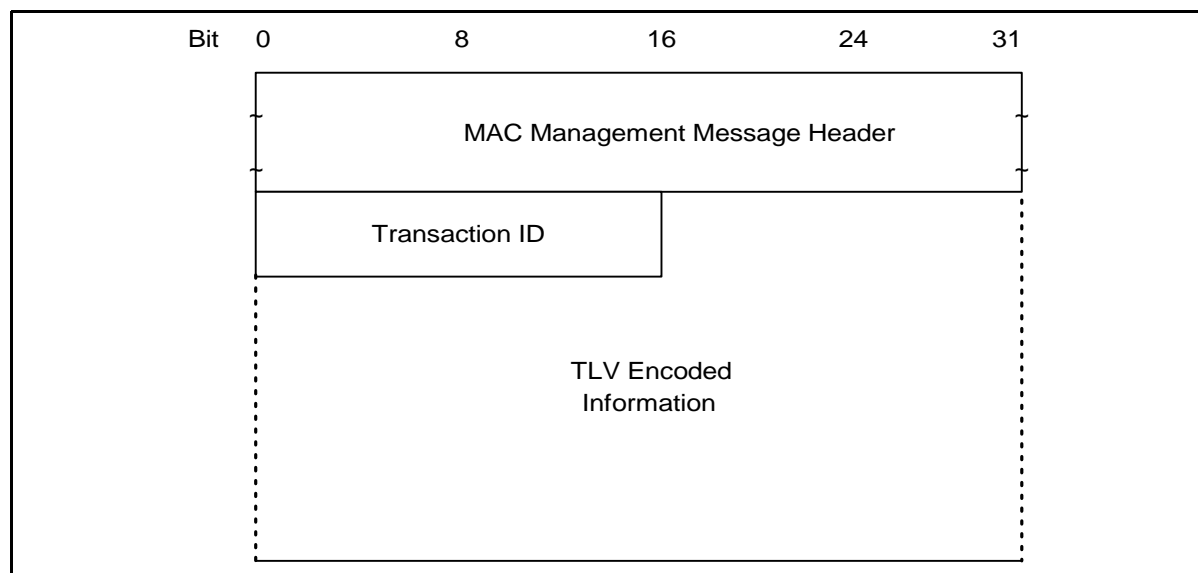 Bit 0 8 16 24 31
MAC Management Message Header
Transaction ID
TLV Encoded
Information